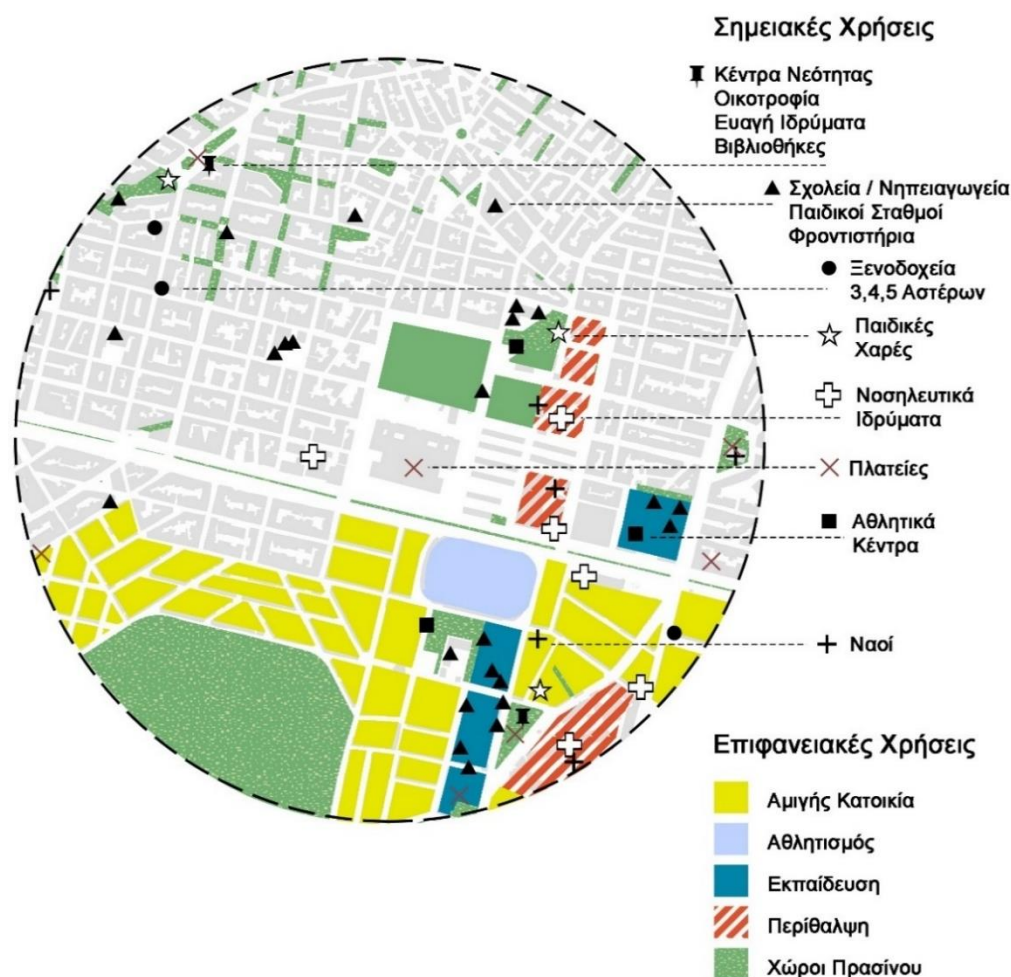 Σημειακές Χρήσεις
Κέντρα Νεότητας
Οικοτροφία
Ευαγή Ιδρύματα
Βιβλιοθήκες
Σχολεία / Νηπειαγωγεία
Παιδικοί Σταθμοί
Φροντιστήρια
Ξενοδοχεία
3,4,5 Αστέρων
Παιδικές
Χαρές
Νοσηλευτικά
Ιδρύματα
Πλατείες
Αθλητικά
Κέντρα
Ναοί
Επιφανειακές Χρήσεις
Αμιγής Κατοικία
Αθλητισμός
Εκπαίδευση
Περίθαλψη
Χώροι Πρασίνου